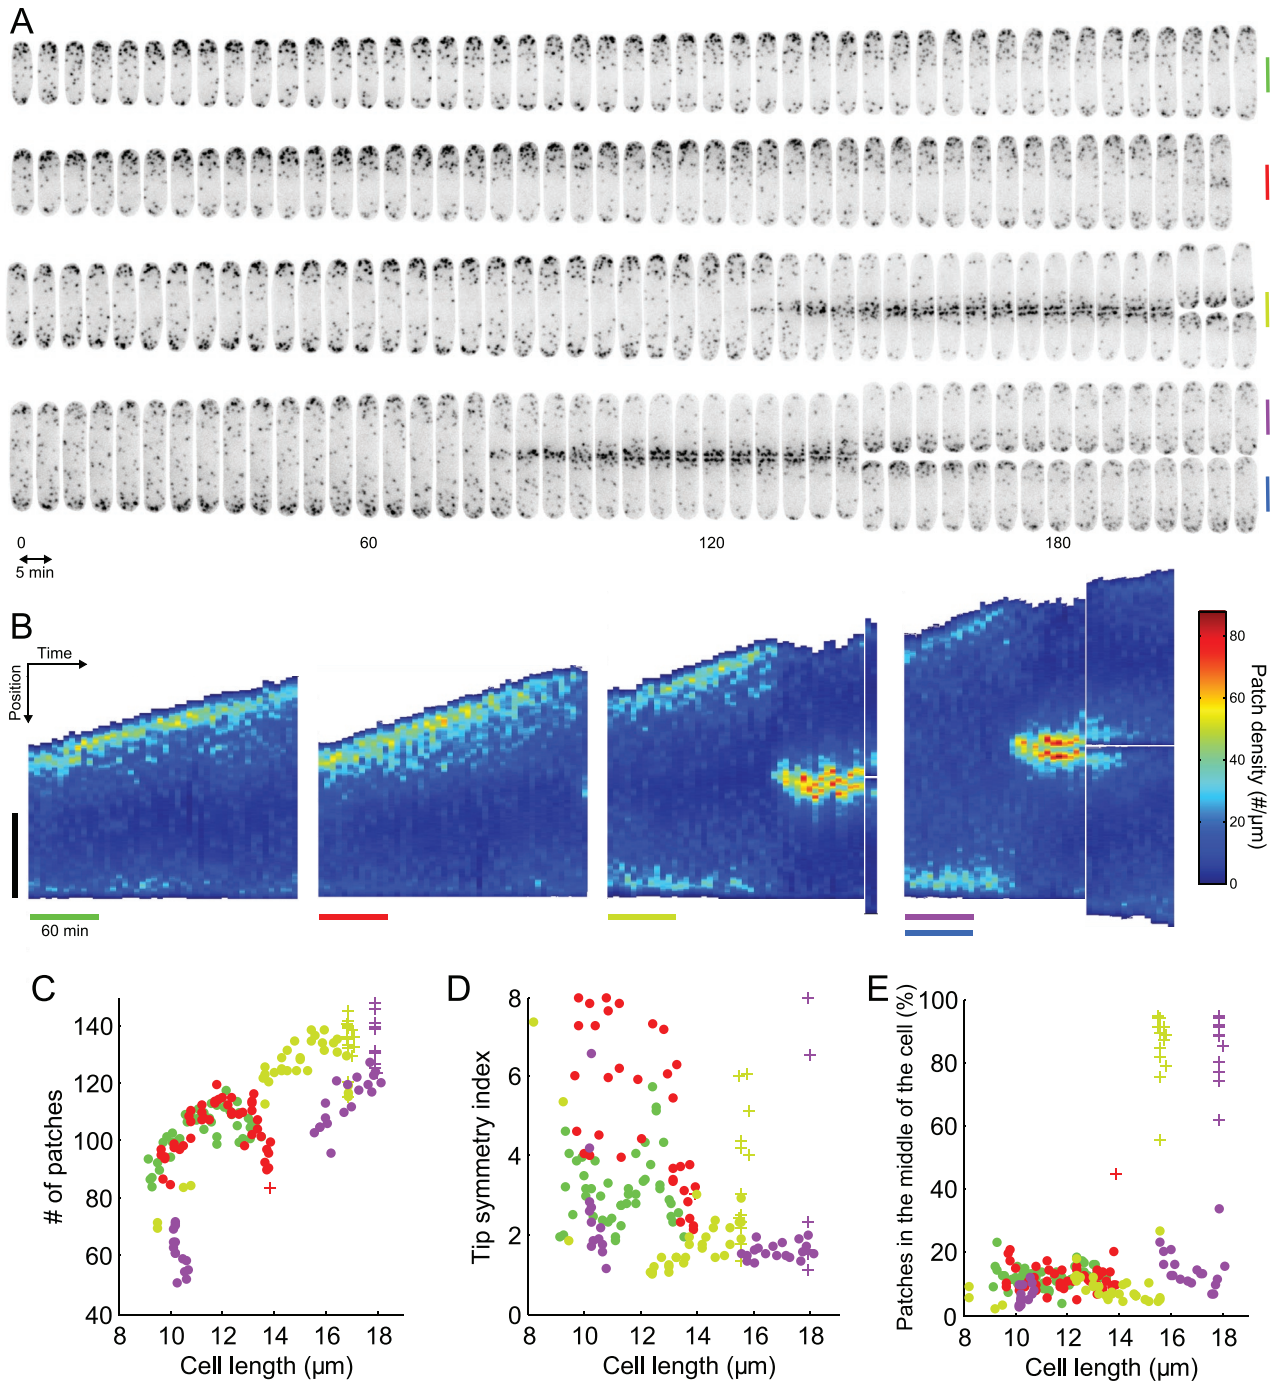 A
0
60
120
180
5 min
B
Time
Position
60 min
80
60
40
20
0
Patch density (#/µm)
C
# of patches
140
120
100
80
60
40
8 10 12 14 16 18
Cell length (µm)
D
Tip symmetry index
8
6
4
2
0
8 10 12 14 16 18
Cell length (µm)
E
Patches in the middle of the cell (%)
100
80
60
40
20
0
8 10 12 14 16 18
Cell length (µm)